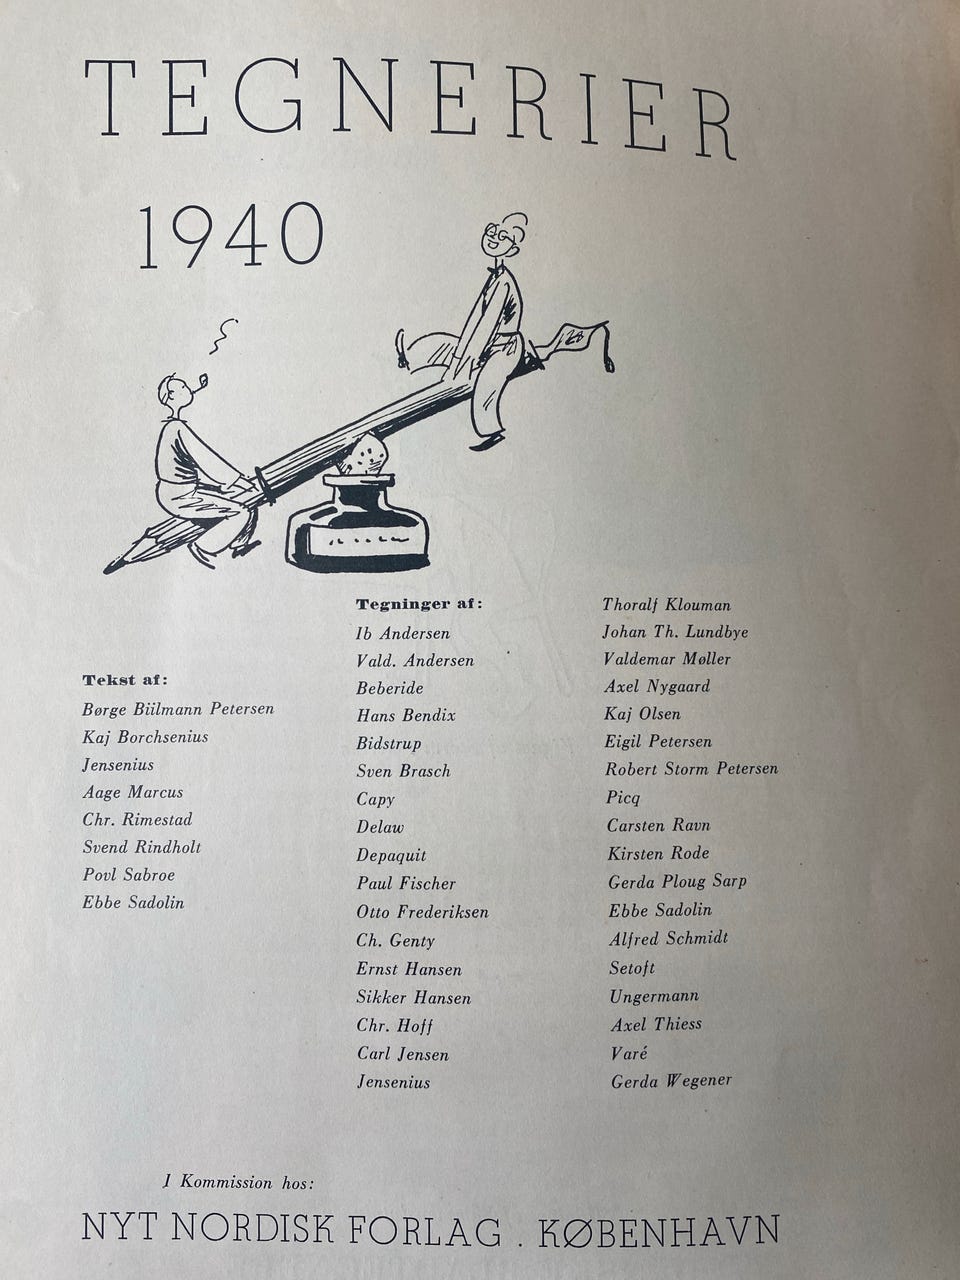 TEGNERIER
1940
Tekst af:
Børge Biilmann Petersen
Kaj Borchsenius
Jensenius
Aage Marcus
Chr. Rimestad
Svend Rindholt
Povl Sabroe
Ebbe Sadolin
Tegninger af:
Ib Andersen
Vald. Andersen
Beberide
Hans Bendix
Bidstrup
Sven Brasch
Capy
Delaw
Depaquit
Paul Fischer
Otto Frederiksen
Ch. Genty
Ernst Hansen
Sikker Hansen
Chr. Hoff
Carl Jensen
Jensenius
Thoralf Klouman
Johan Th. Lundbye
Valdemar Møller
Axel Nygaard
Kaj Olsen
Eigil Petersen
Robert Storm Petersen
Picq
Carsten Ravn
Kirsten Rode
Gerda Ploug Sarp
Ebbe Sadolin
Alfred Schmidt
Setoft
Ungermann
Axel Thiess
Varé
Gerda Wegener
I Kommission hos:
NYT NORDISK FORLAG . KØBENHAVN